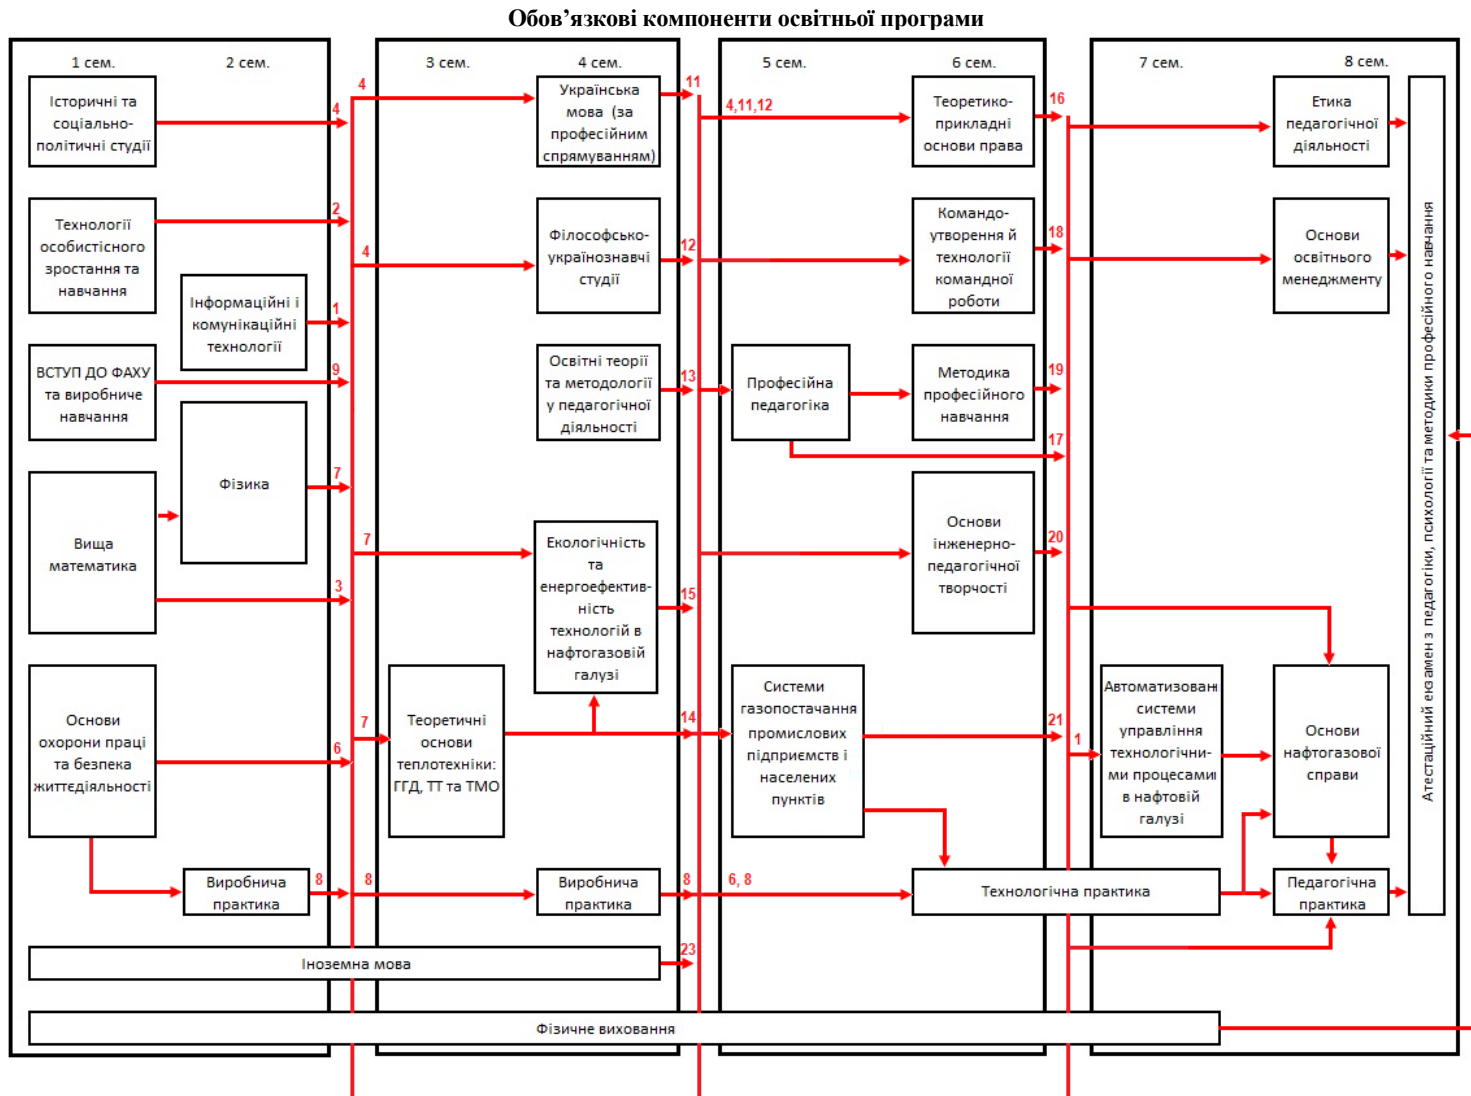 Обов’язкові компоненти освітньої програми
1 сем.
2 сем.
3 сем.
4 сем.
5 сем.
6 сем.
7 сем.
8 сем.
Історичні та
соціально-
політичні студії
4
Технології
особистісного
зростання та
навчання
2
Інформаційні і
комунікаційні
технології
1
ВСТУП ДО ФАХУ
та виробниче
навчання
9
Фізика
7
Вища
математика
3
Основи
охорони праці
та безпека
життєдіяльності
6
Виробнича
практика
8
4
Українська
мова (за
професійним
спрямуванням)
11
4
Філософсько-
українознавчі
студії
12
Освітні теорії
та методології
у педагогічної
діяльності
13
7
Екологічність
та
енергоефектив-
ність
технологій в
нафтогазовій
галузі
15
7
Теоретичні
основи
теплотехніки:
ГГД, ТТ та ТМО
14
8
Виробнича
практика
8
Іноземна мова
23
Фізичне виховання
4,11,12
Теоретико-
прикладні
основи права
16
Командо-
утворення й
технології
командної
роботи
18
Професійна
педагогіка
Методика
професійного
навчання
19
17
Основи
інженерно-
педагогічної
творчості
20
Системи
газопостачання
промислових
підприємств і
населених
пунктів
21
6, 8
Технологічна практика
Етика
педагогічної
діяльності
Основи
освітнього
менеджменту
1
Автоматизован
системи
управління
технологічни-
ми процесами
в нафтовій
галузі
Основи
нафтогазової
справи
Педагогічна
практика
Атестаційний екзамен з педагогіки, психології та методики професійного навчання